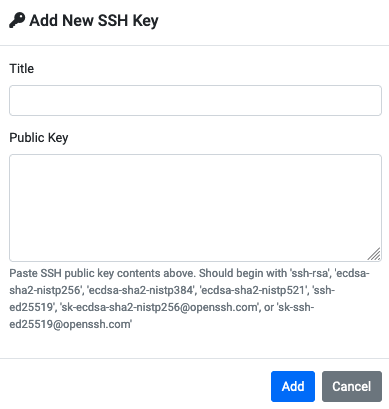 Add New SSH Key
Title
Public Key
Paste SSH public key contents above. Should begin with 'ssh-rsa', 'ecdsa-
sha2-nistp256', 'ecdsa-sha2-nistp384', 'ecdsa-sha2-nistp521', 'ssh-
ed25519', 'sk-ecdsa-sha2-nistp256@openssh.com', or 'sk-ssh-
ed25519@openssh.com'
Add Cancel